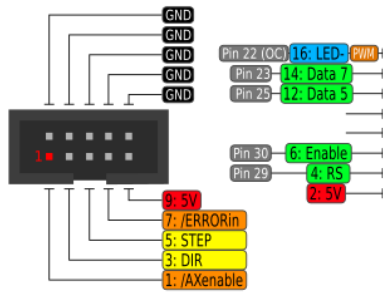 GND
GND
GND
GND
GND
1
9: 5V
7: /ERRORin
5: STEP
3: DIR
1: /AXenable
Pin 22 (OC) 16: LED- PWM
Pin 23 14: Data 7
Pin 25 12: Data 5
Pin 30 6: Enable
Pin 29 4: RS
2: 5V